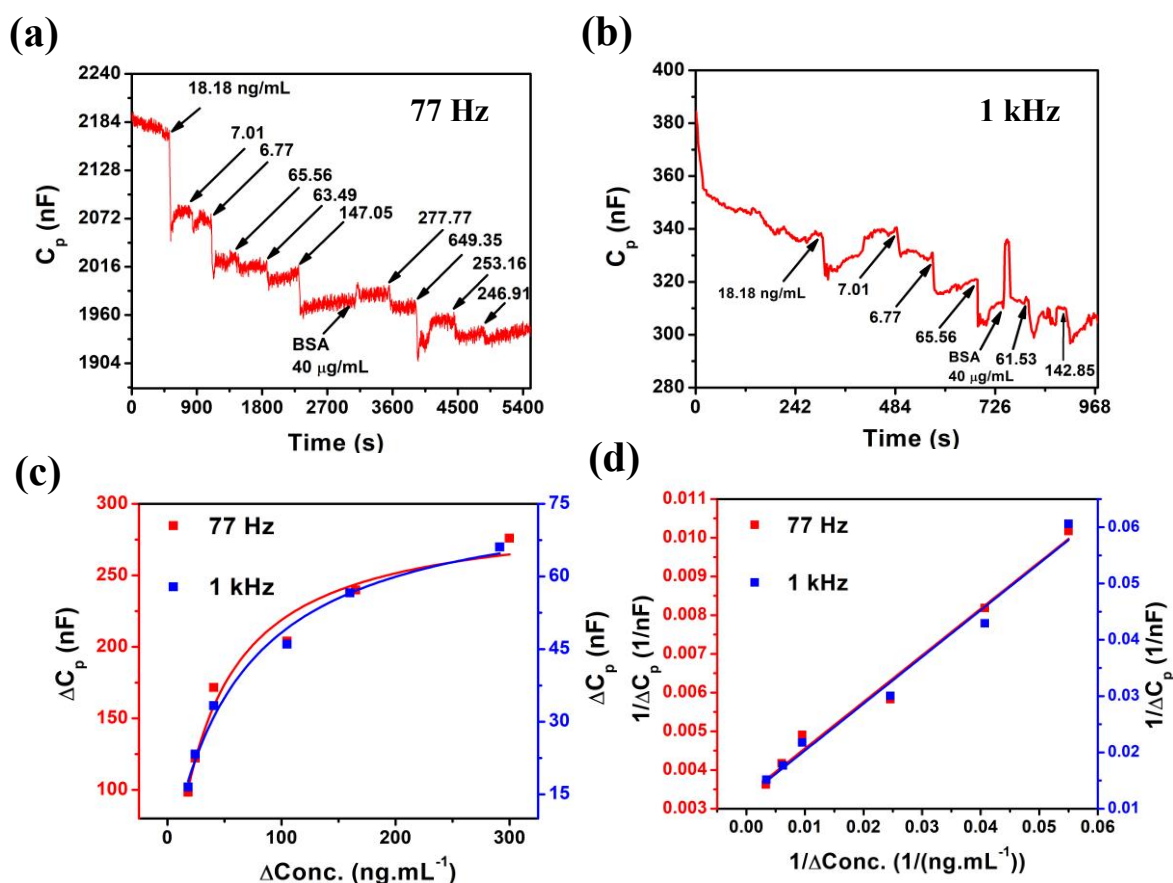 (a)
2240
2184
2128
2072
2016
1960
1904
C_p (nF)
77 Hz
18.18 ng/mL
7.01
6.77
65.56
63.49
147.05
277.77
649.35
253.16
246.91
BSA
40 μg/mL
0 900 1800 2700 3600 4500 5400
Time (s)
(b)
400
380
360
340
320
300
280
C_p (nF)
1 kHz
18.18 ng/mL
7.01
6.77
65.56
BSA
40 μg/mL
61.53
142.85
0 242 484 726 968
Time (s)
(c)
300
250
200
150
100
ΔC_p (nF)
77 Hz
1 kHz
75
60
45
30
15
ΔC_p (nF)
0 100 200 300
ΔConc. (ng.mL⁻¹)
(d)
0.011
0.010
0.009
0.008
0.007
0.006
0.005
0.004
0.003
1/ΔC_p (1/nF)
77 Hz
1 kHz
0.06
0.05
0.04
0.03
0.02
0.01
1/ΔC_p (1/nF)
0.00 0.01 0.02 0.03 0.04 0.05 0.06
1/ΔConc. (1/(ng.mL⁻¹))